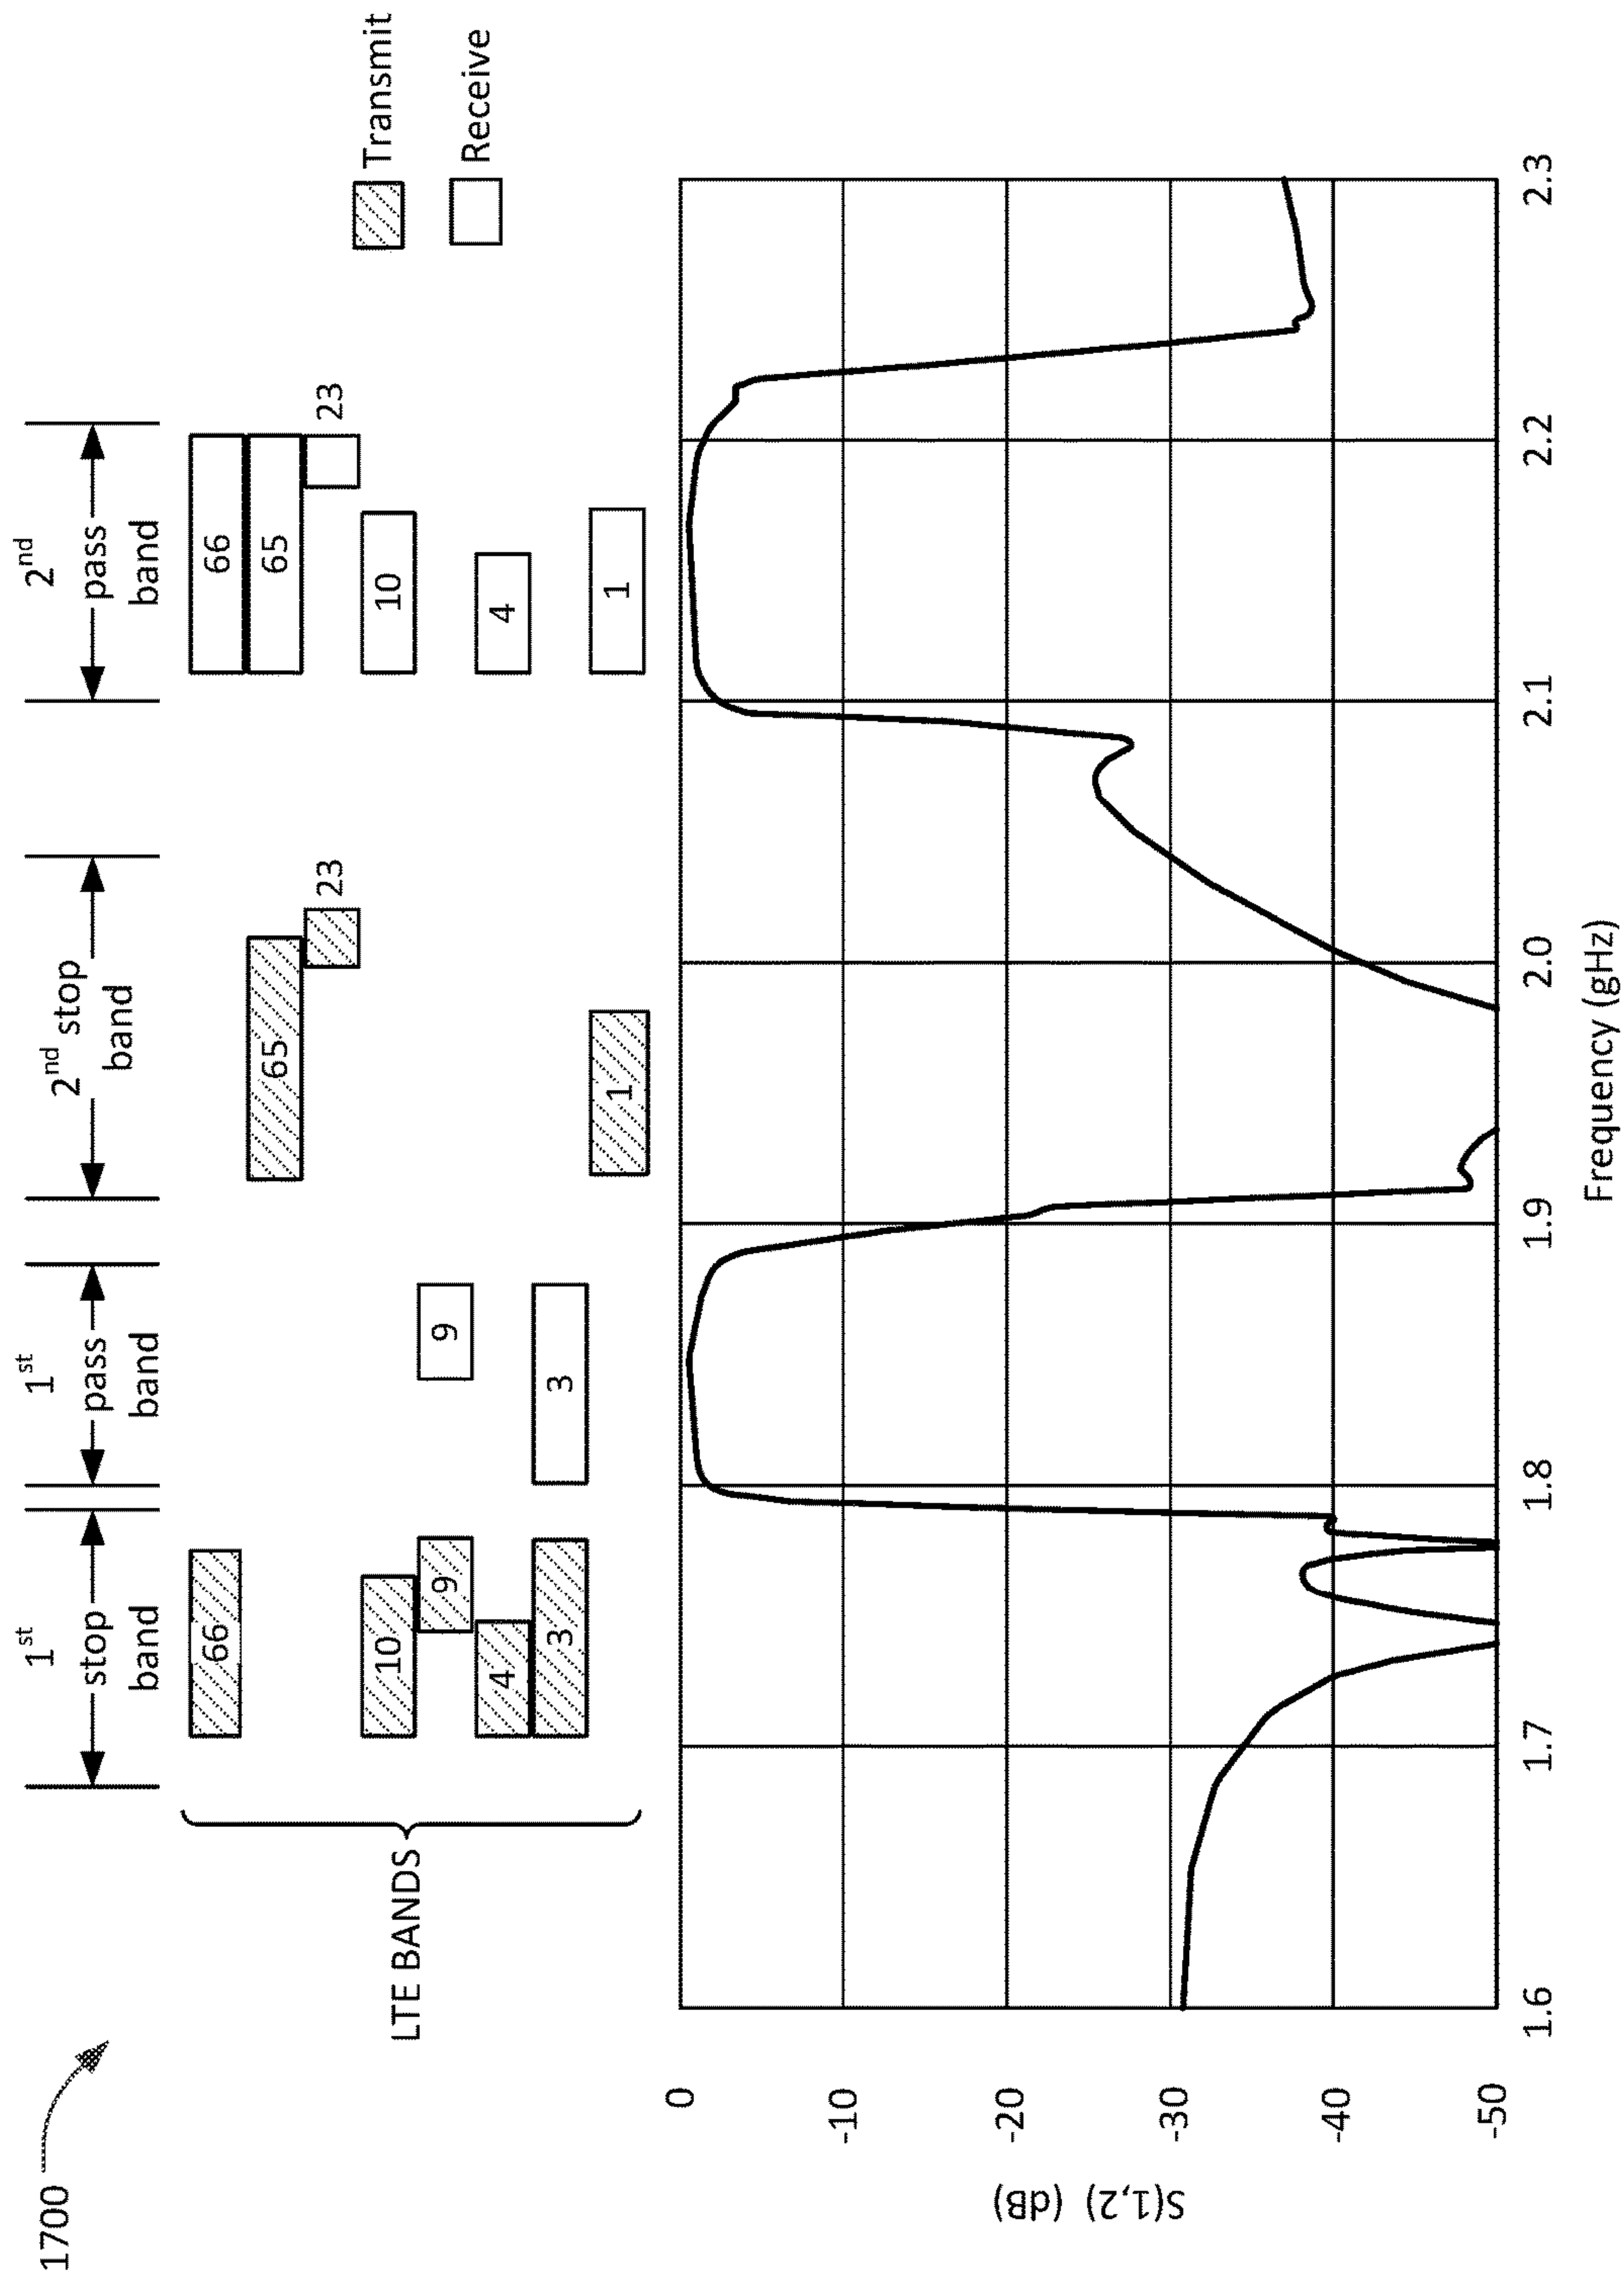 1700
1st
stop
band
1st
pass
band
2nd stop
band
2nd
pass
band
LTE BANDS
66
66
65
65
23
23
10
10
9
9
4
4
3
3
1
1
Transmit
Receive
S(1,2) (dB)
0
-10
-20
-30
-40
-50
1.6
1.7
1.8
1.9
2.0
2.1
2.2
2.3
Frequency (gHz)